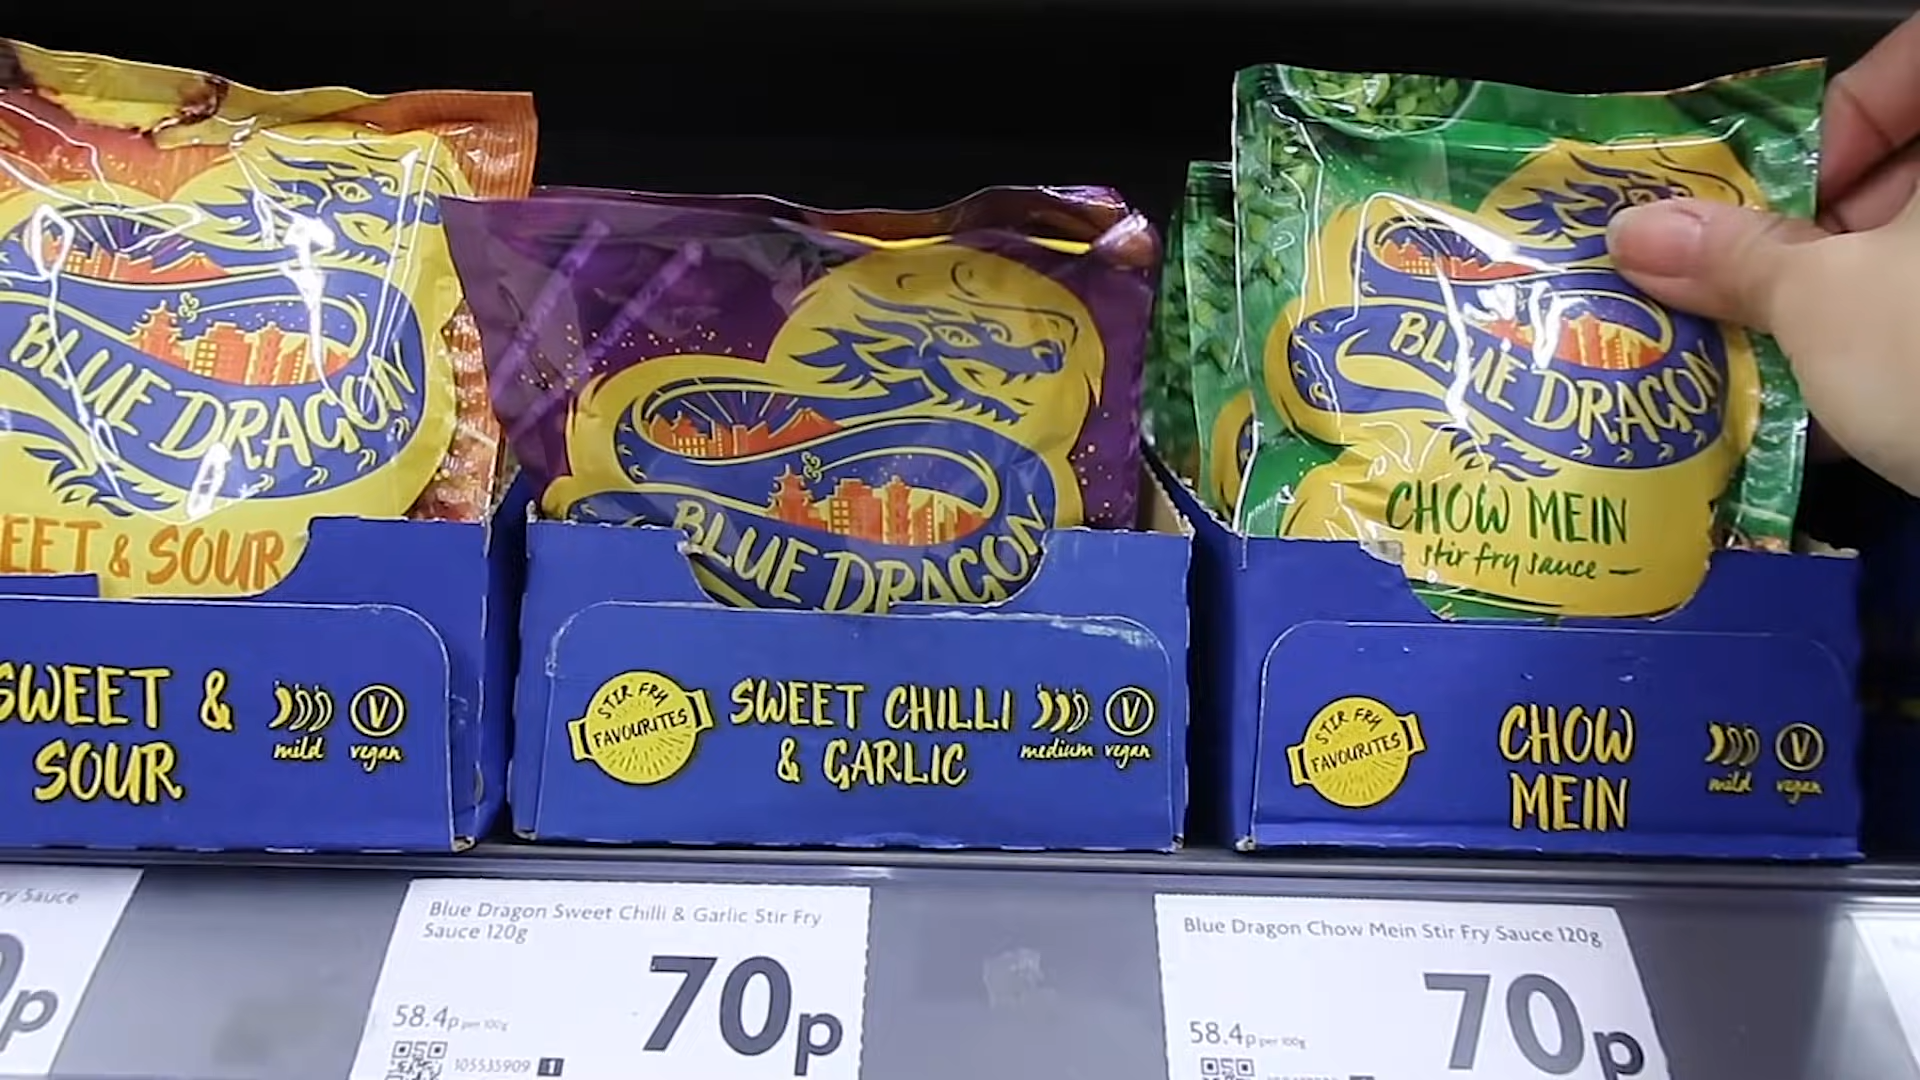 BLUE DRAGON
EET & SOUR
SWEET &
SOUR
mild
vegan
BLUE DRAGON
STIR FRY
FAVOURITES
SWEET CHILLI
& GARLIC
medium
vegan
BLUE DRAGON
CHOW MEIN
stir fry sauce
STIR FRY
FAVOURITES
CHOW
MEIN
mild
vegan
ry Sauce
0p
Blue Dragon Sweet Chilli & Garlic Stir Fry
Sauce 120g
70p
58.4p per 100g
105535909 1
Blue Dragon Chow Mein Stir Fry Sauce 120g
70p
58.4p per 100g